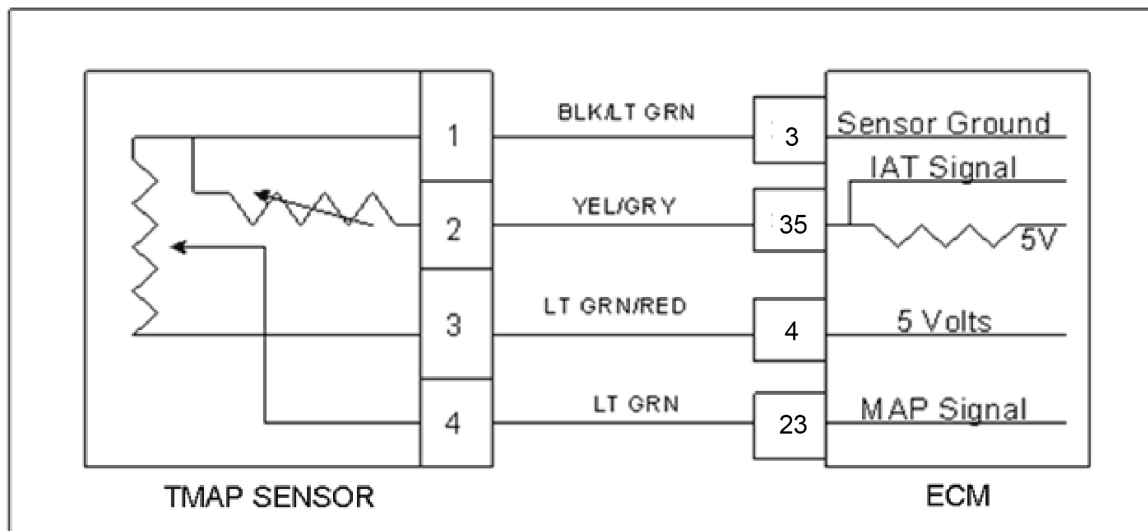 1
BLK/LT GRN
3
Sensor Ground
IAT Signal
2
YEL/GRY
35
5V
3
LT GRN/RED
4
5 Volts
4
LT GRN
23
MAP Signal
TMAP SENSOR
ECM